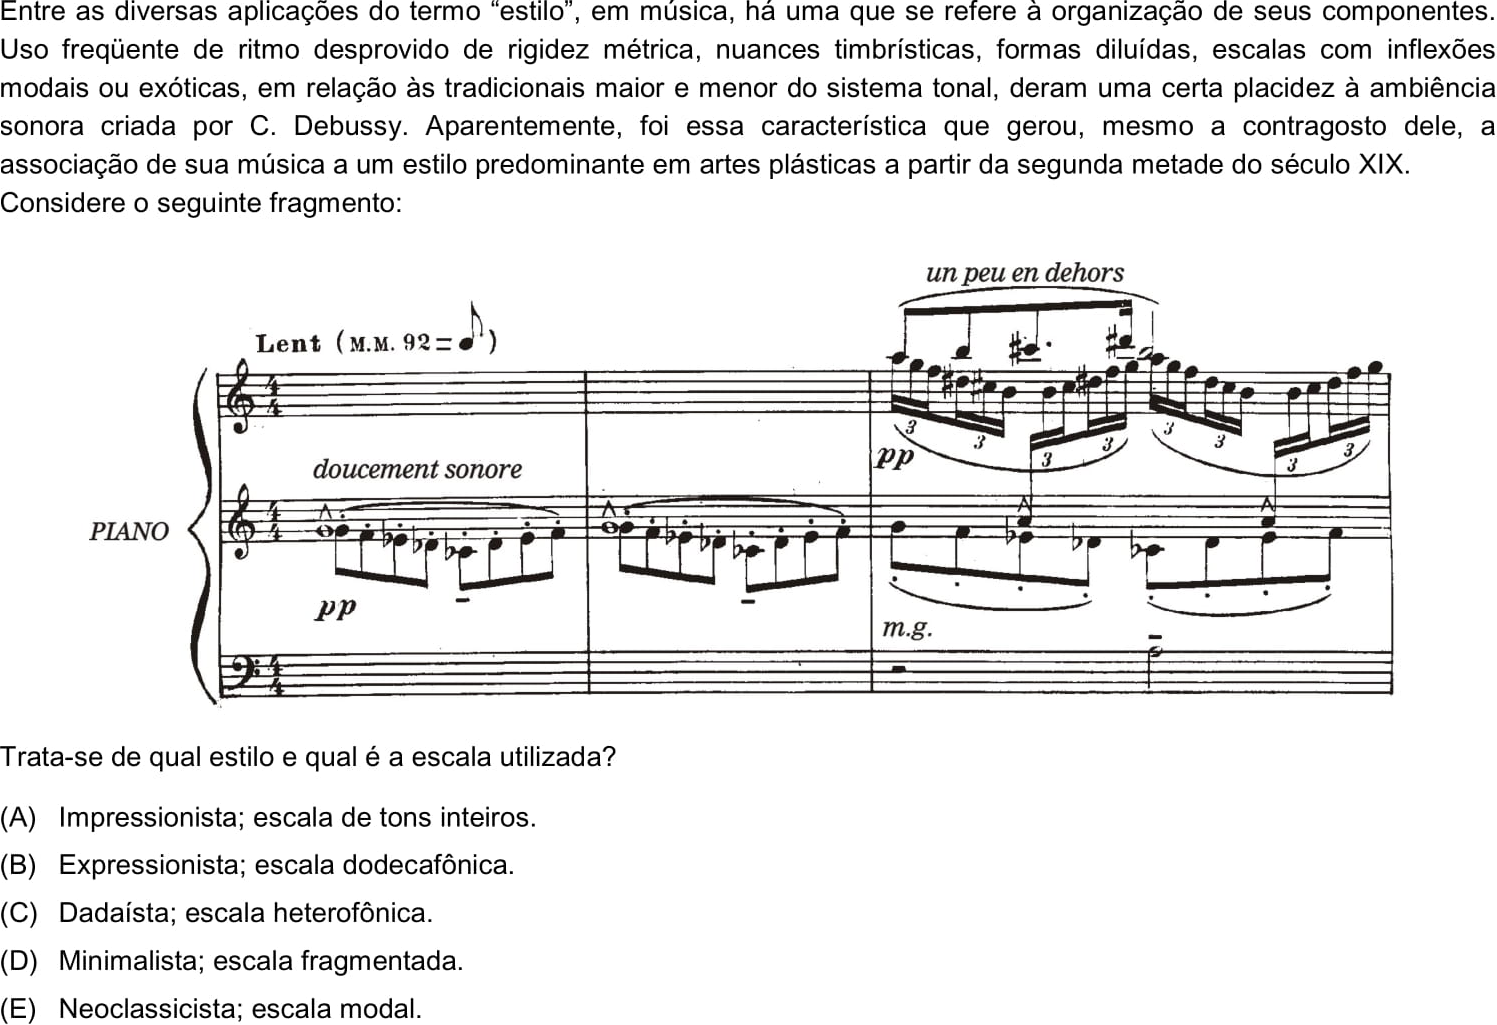 Entre as diversas aplicações do termo “estilo”, em música, há uma que se refere à organização de seus componentes.
Uso freqüente de ritmo desprovido de rigidez métrica, nuances timbrísticas, formas diluídas, escalas com inflexões
modais ou exóticas, em relação às tradicionais maior e menor do sistema tonal, deram uma certa placidez à ambiência
sonora criada por C. Debussy. Aparentemente, foi essa característica que gerou, mesmo a contragosto dele, a
associação de sua música a um estilo predominante em artes plásticas a partir da segunda metade do século XIX.
Considere o seguinte fragmento:
un peu en dehors
Lent (M.M. 92=♪)
4
4
3
3
3
3
3
3
3
3
pp
doucement sonore
PIANO
4
4
pp
m.g.
4
4
Trata-se de qual estilo e qual é a escala utilizada?
(A) Impressionista; escala de tons inteiros.
(B) Expressionista; escala dodecafônica.
(C) Dadaísta; escala heterofônica.
(D) Minimalista; escala fragmentada.
(E) Neoclassicista; escala modal.